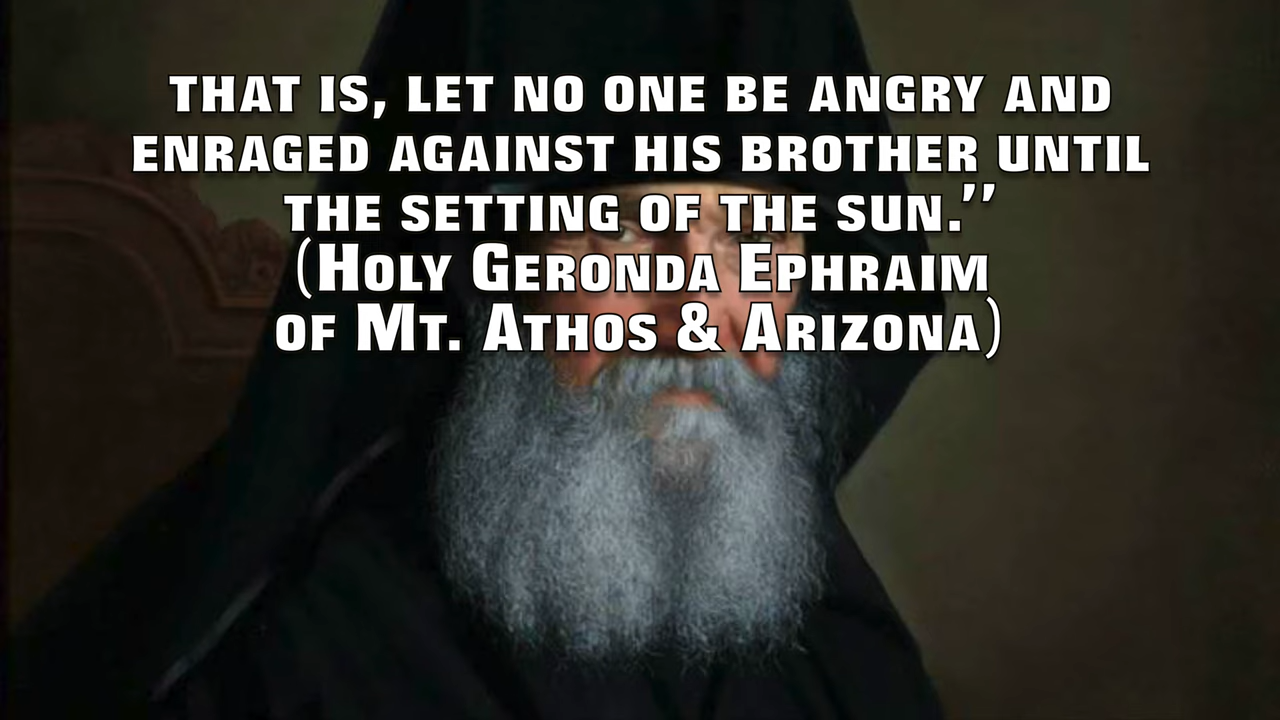 THAT IS, LET NO ONE BE ANGRY AND
ENRAGED AGAINST HIS BROTHER UNTIL
THE SETTING OF THE SUN.’’
(Holy Geronda Ephraim
of Mt. Athos & Arizona)